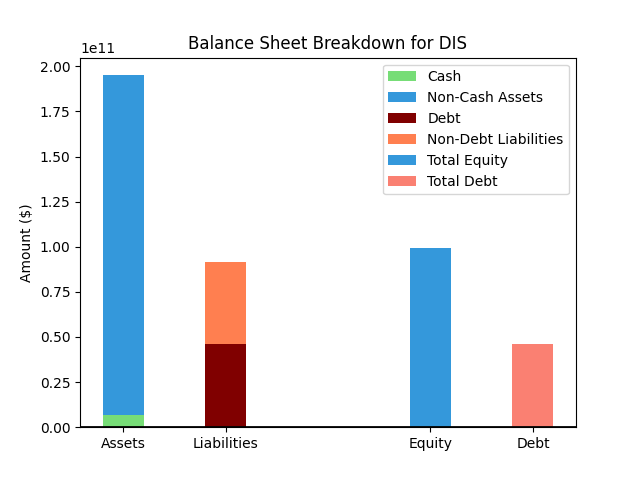 Balance Sheet Breakdown for DIS
1e11
2.00
1.75
1.50
1.25
1.00
0.75
0.50
0.25
0.00
Amount ($)
Cash
Non-Cash Assets
Debt
Non-Debt Liabilities
Total Equity
Total Debt
Assets Liabilities Equity Debt